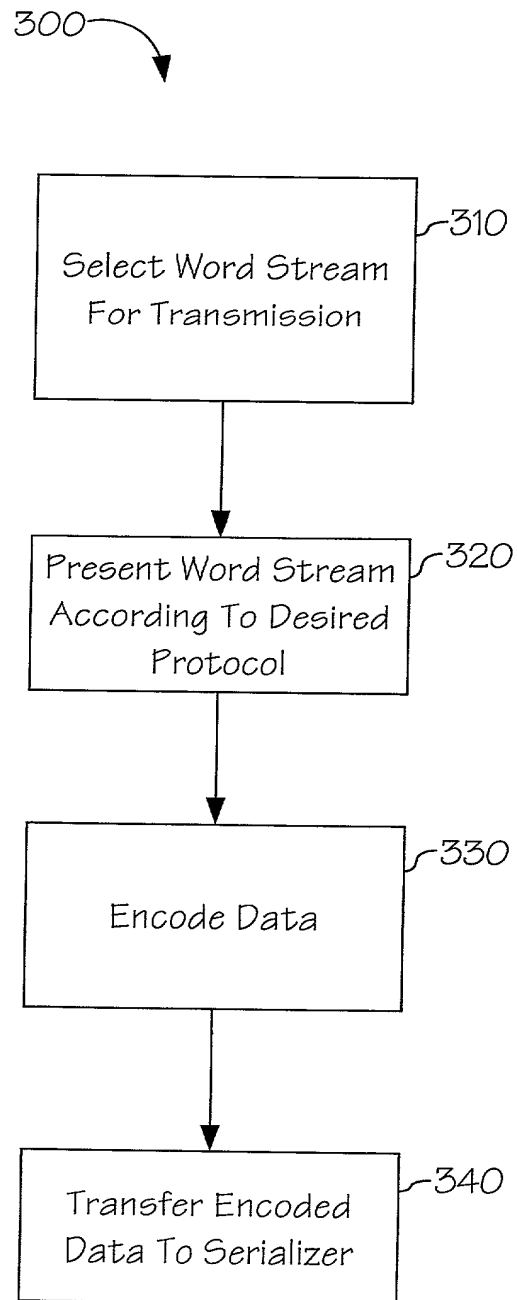 300
Select Word Stream
For Transmission
310
Present Word Stream
According To Desired
Protocol
320
Encode Data
330
Transfer Encoded
Data To Serializer
340